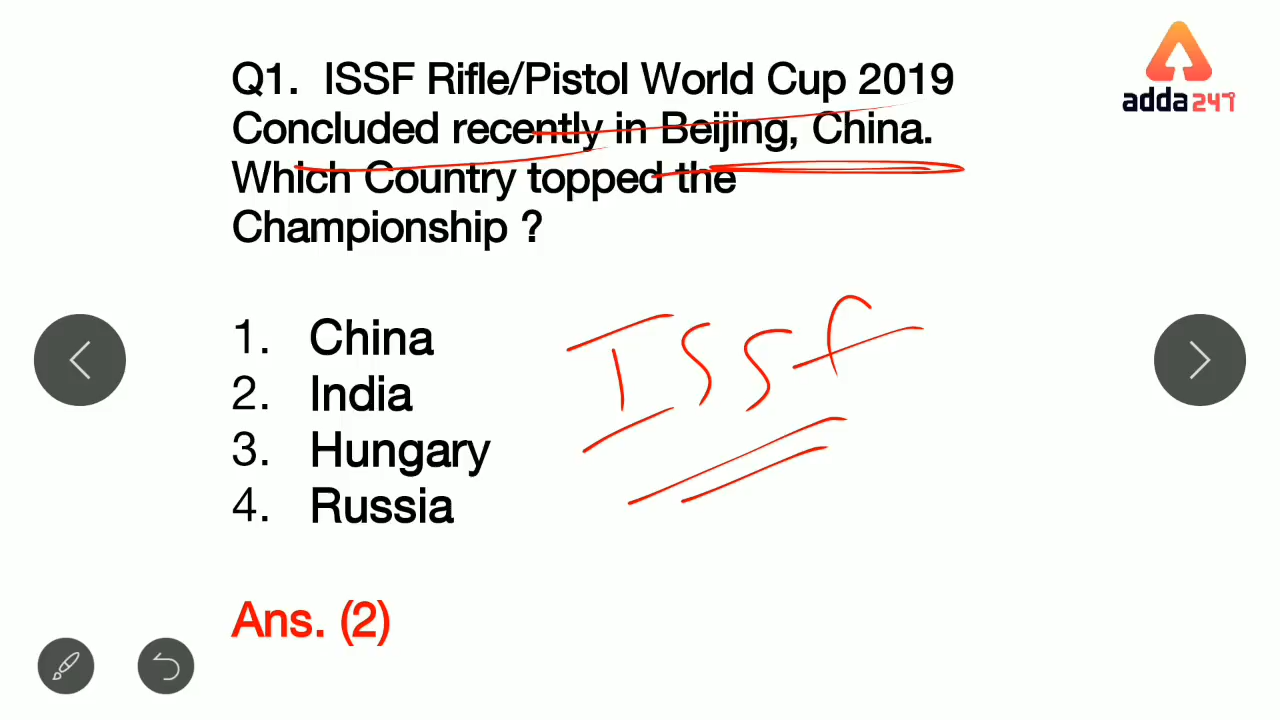 Q1. ISSF Rifle/Pistol World Cup 2019
Concluded recently in Beijing, China.
Which Country topped the
Championship ?
1. China
2. India
3. Hungary
4. Russia
Ans. (2)
ISSf
adda247